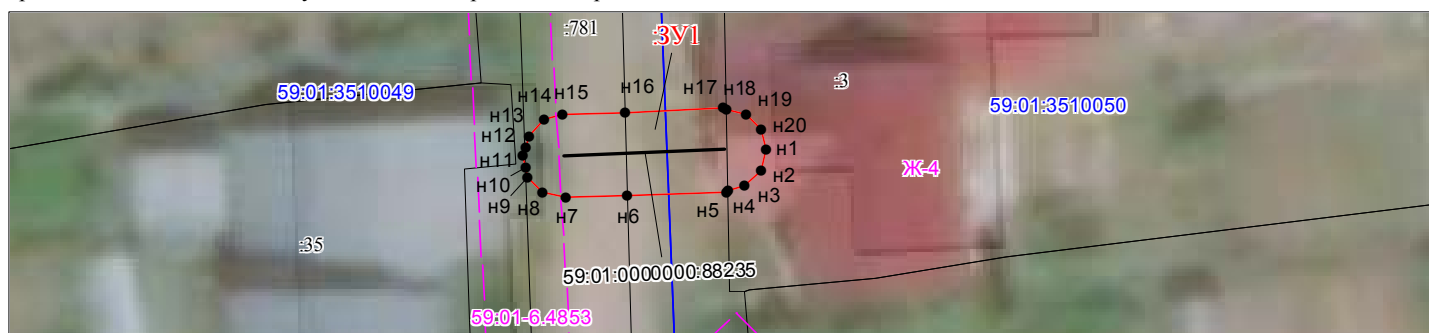 :781
:ЗУ1
:3
59:01:3510049
59:01:3510050
н14
н15
н16
н17
н18
н19
н13
н20
н12
н1
н11
н2
н10
н3
н9
н8
н7
н6
н5
н4
Ж-4
:35
59:01:0000000:88235
59:01-6.4853